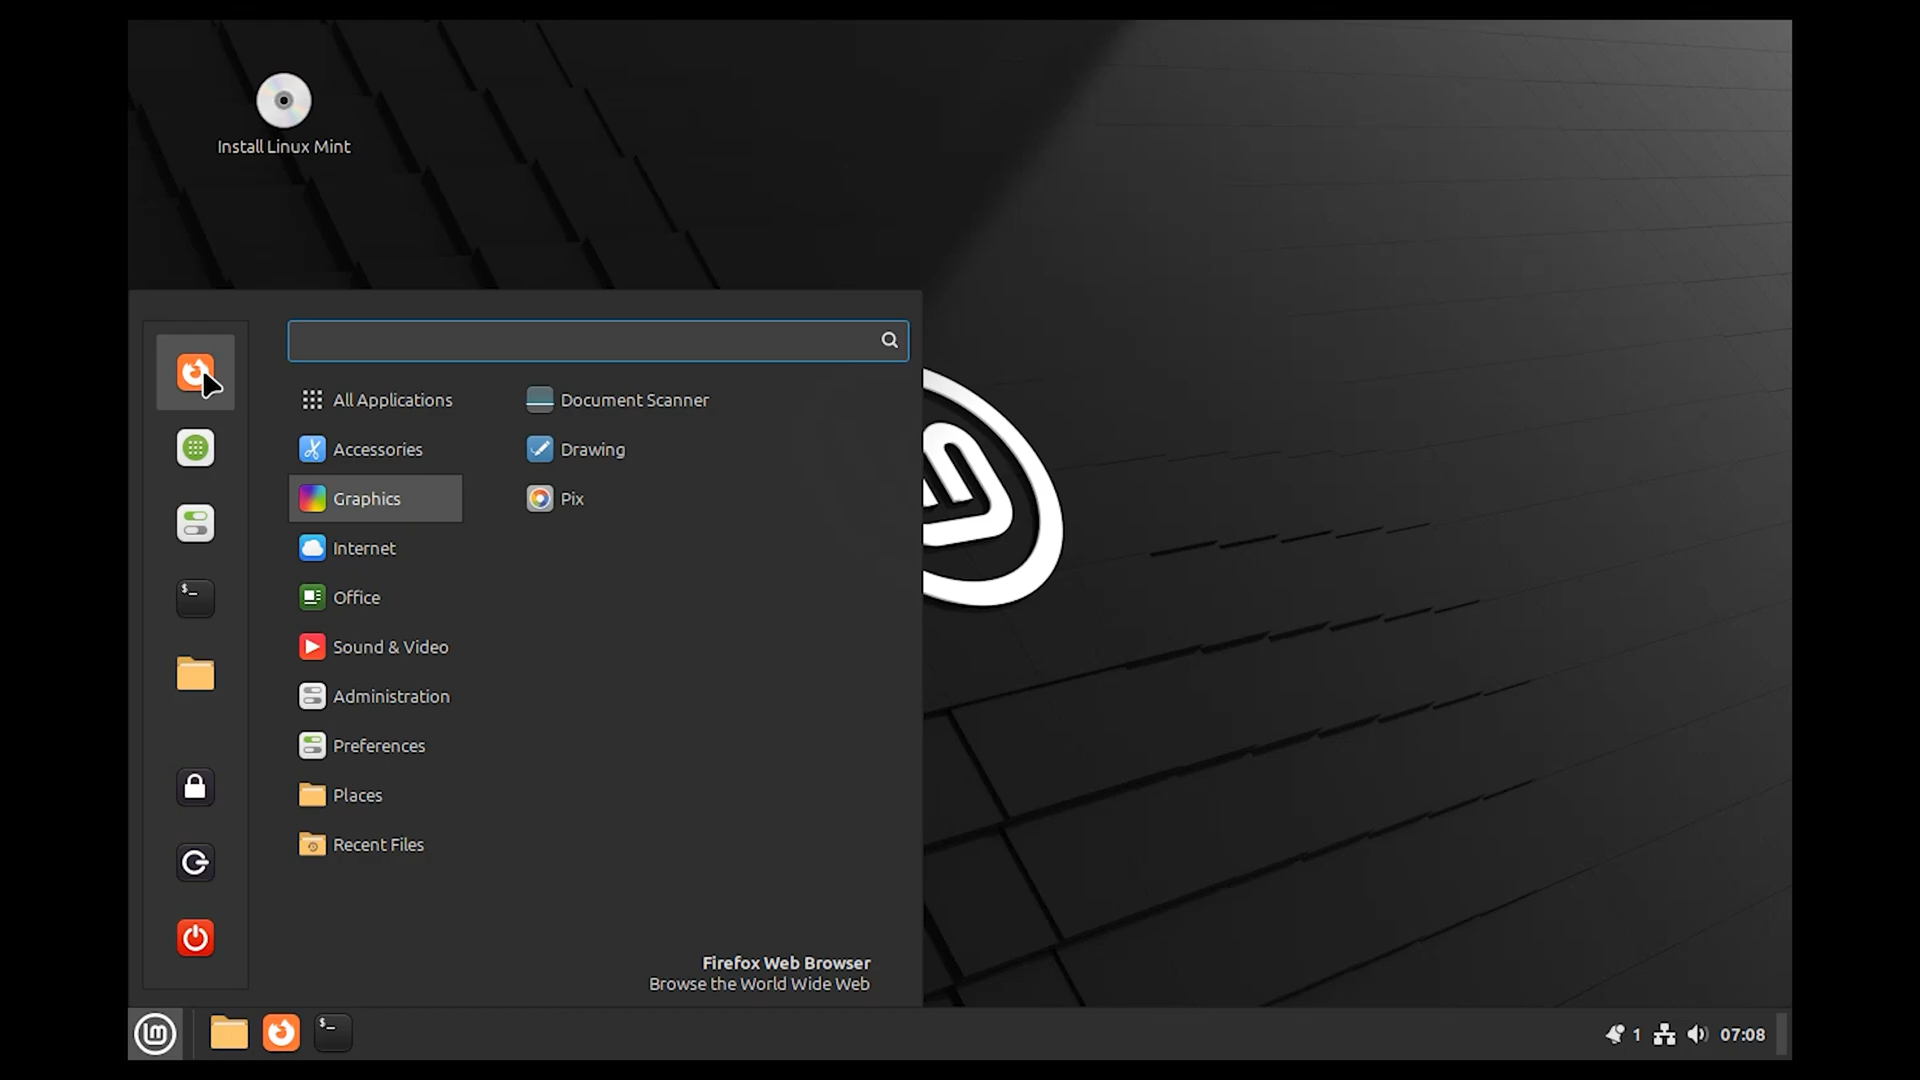 Install Linux Mint
All Applications
Accessories
Graphics
Internet
Office
Sound & Video
Administration
Preferences
Places
Recent Files
Document Scanner
Drawing
Pix
Firefox Web Browser
Browse the World Wide Web
$_
$_
1
07:08